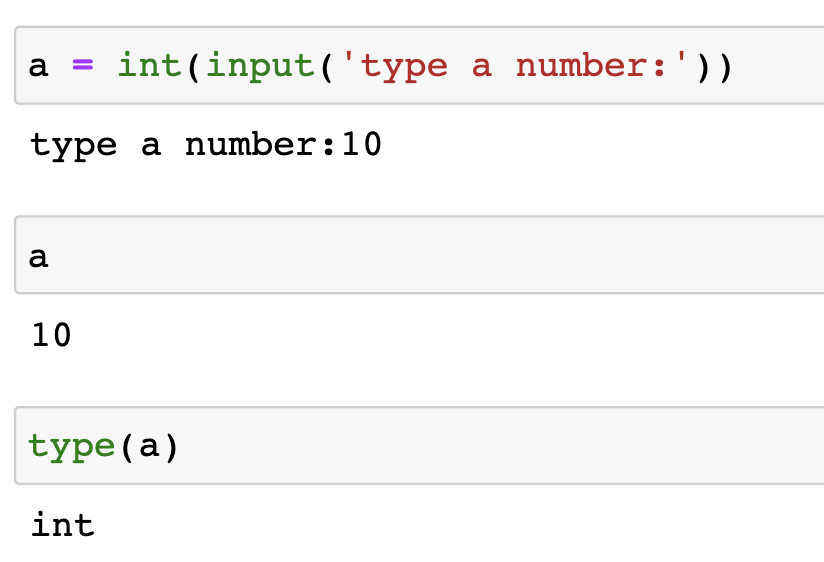 a = int(input('type a number:'))
type a number:10
a
10
type(a)
int